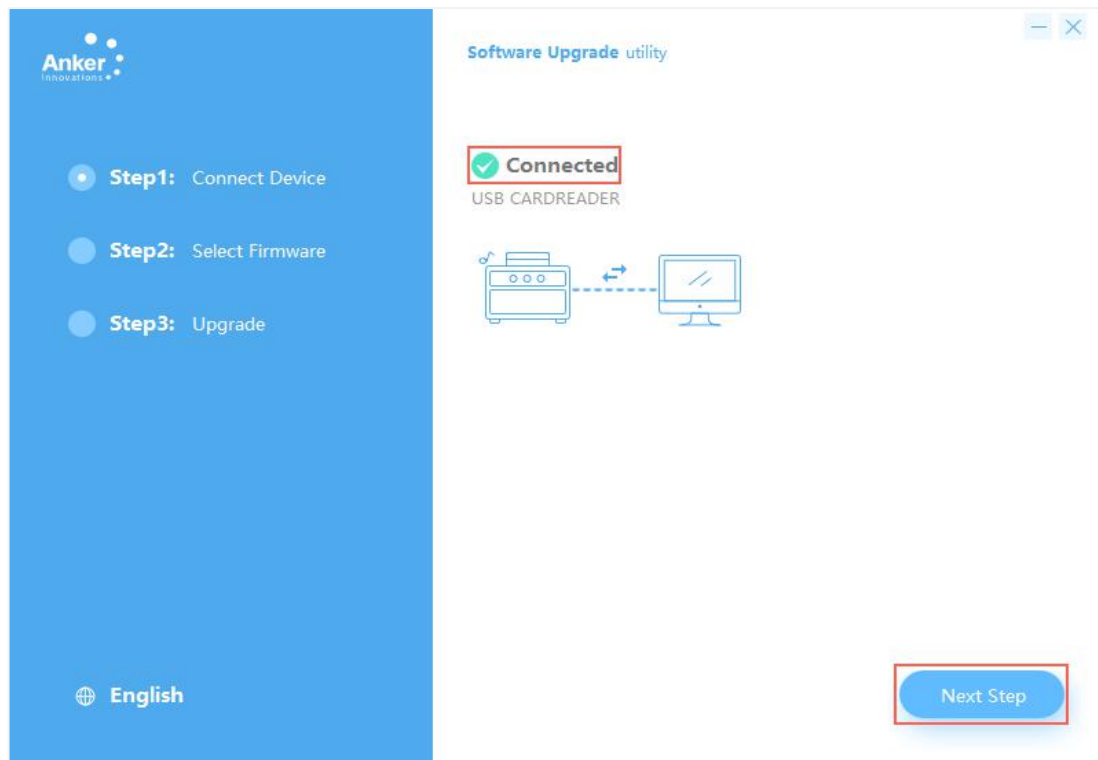 Anker
Innovations
Step1: Connect Device
Step2: Select Firmware
Step3: Upgrade
English
Software Upgrade utility
Connected
USB CARDREADER
Next Step